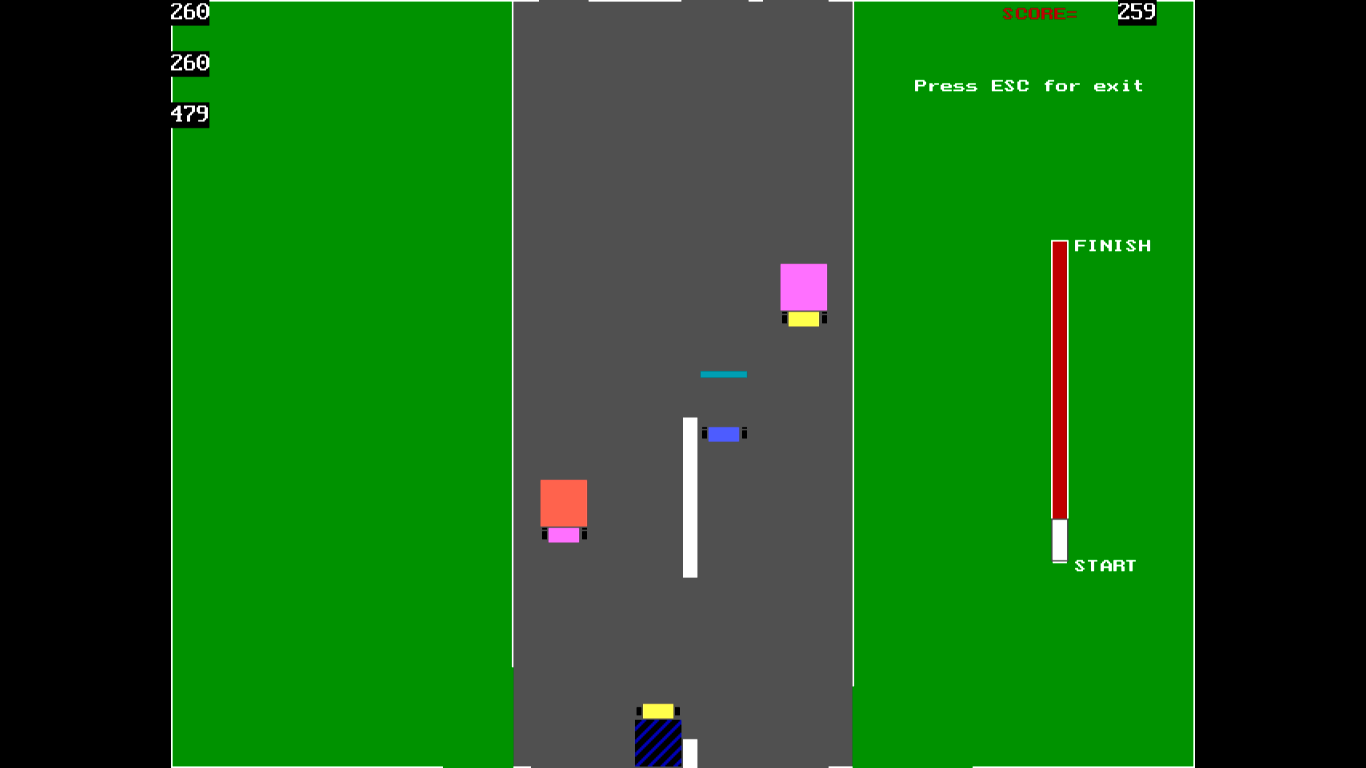 260
SCORE= 259
260
Press ESC for exit
479
FINISH
START